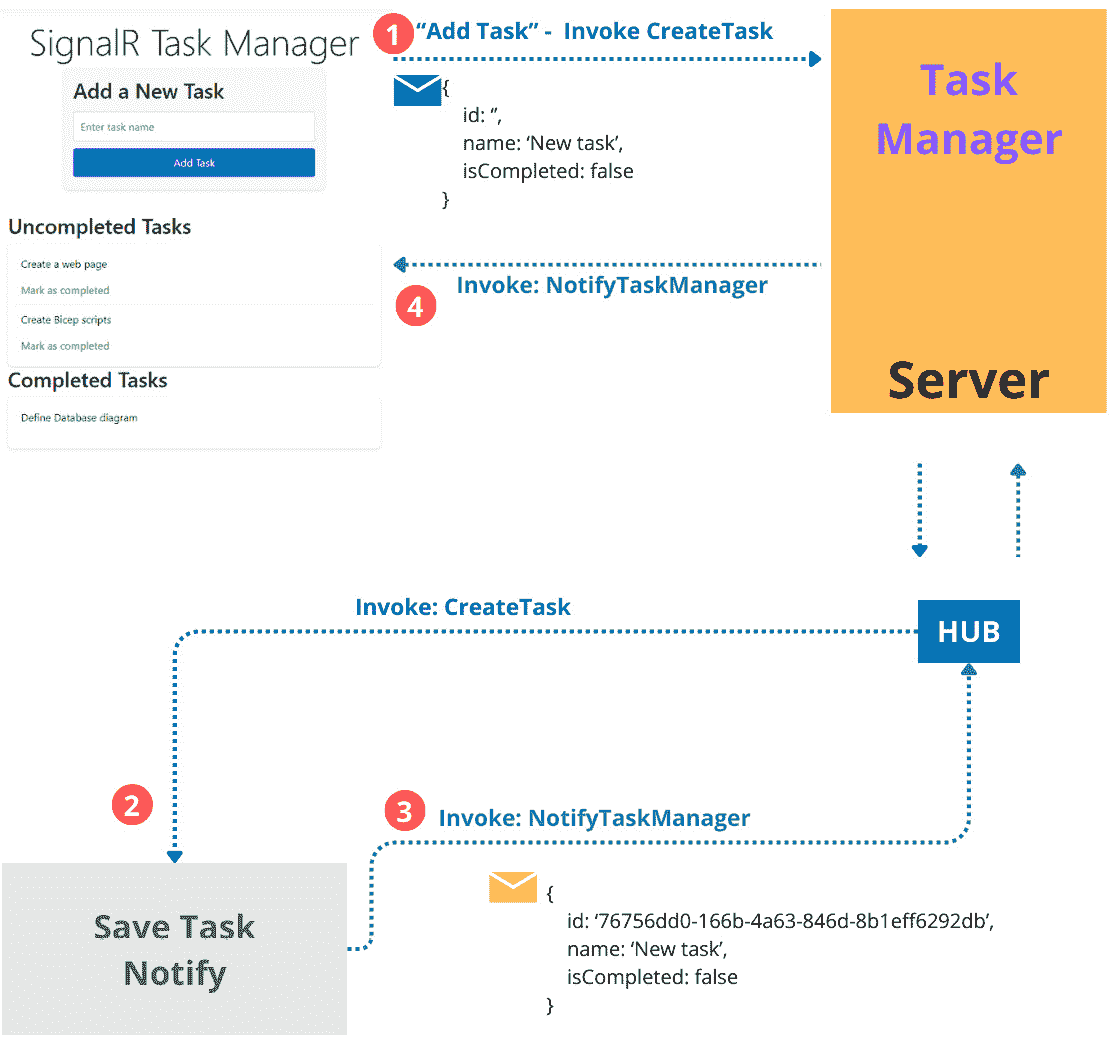 SignalR Task Manager
Add a New Task
Enter task name
Add Task
Uncompleted Tasks
Create a web page
Mark as completed
Create Bicep scripts
Mark as completed
Completed Tasks
Define Database diagram
1 “Add Task” - Invoke CreateTask
{
id: ‘’,
name: ‘New task’,
isCompleted: false
}
Invoke: NotifyTaskManager
4
Task
Manager
Server
Invoke: CreateTask
HUB
2
3 Invoke: NotifyTaskManager
Save Task
Notify
{
id: ‘76756dd0-166b-4a63-846d-8b1eff6292db’,
name: ‘New task’,
isCompleted: false
}